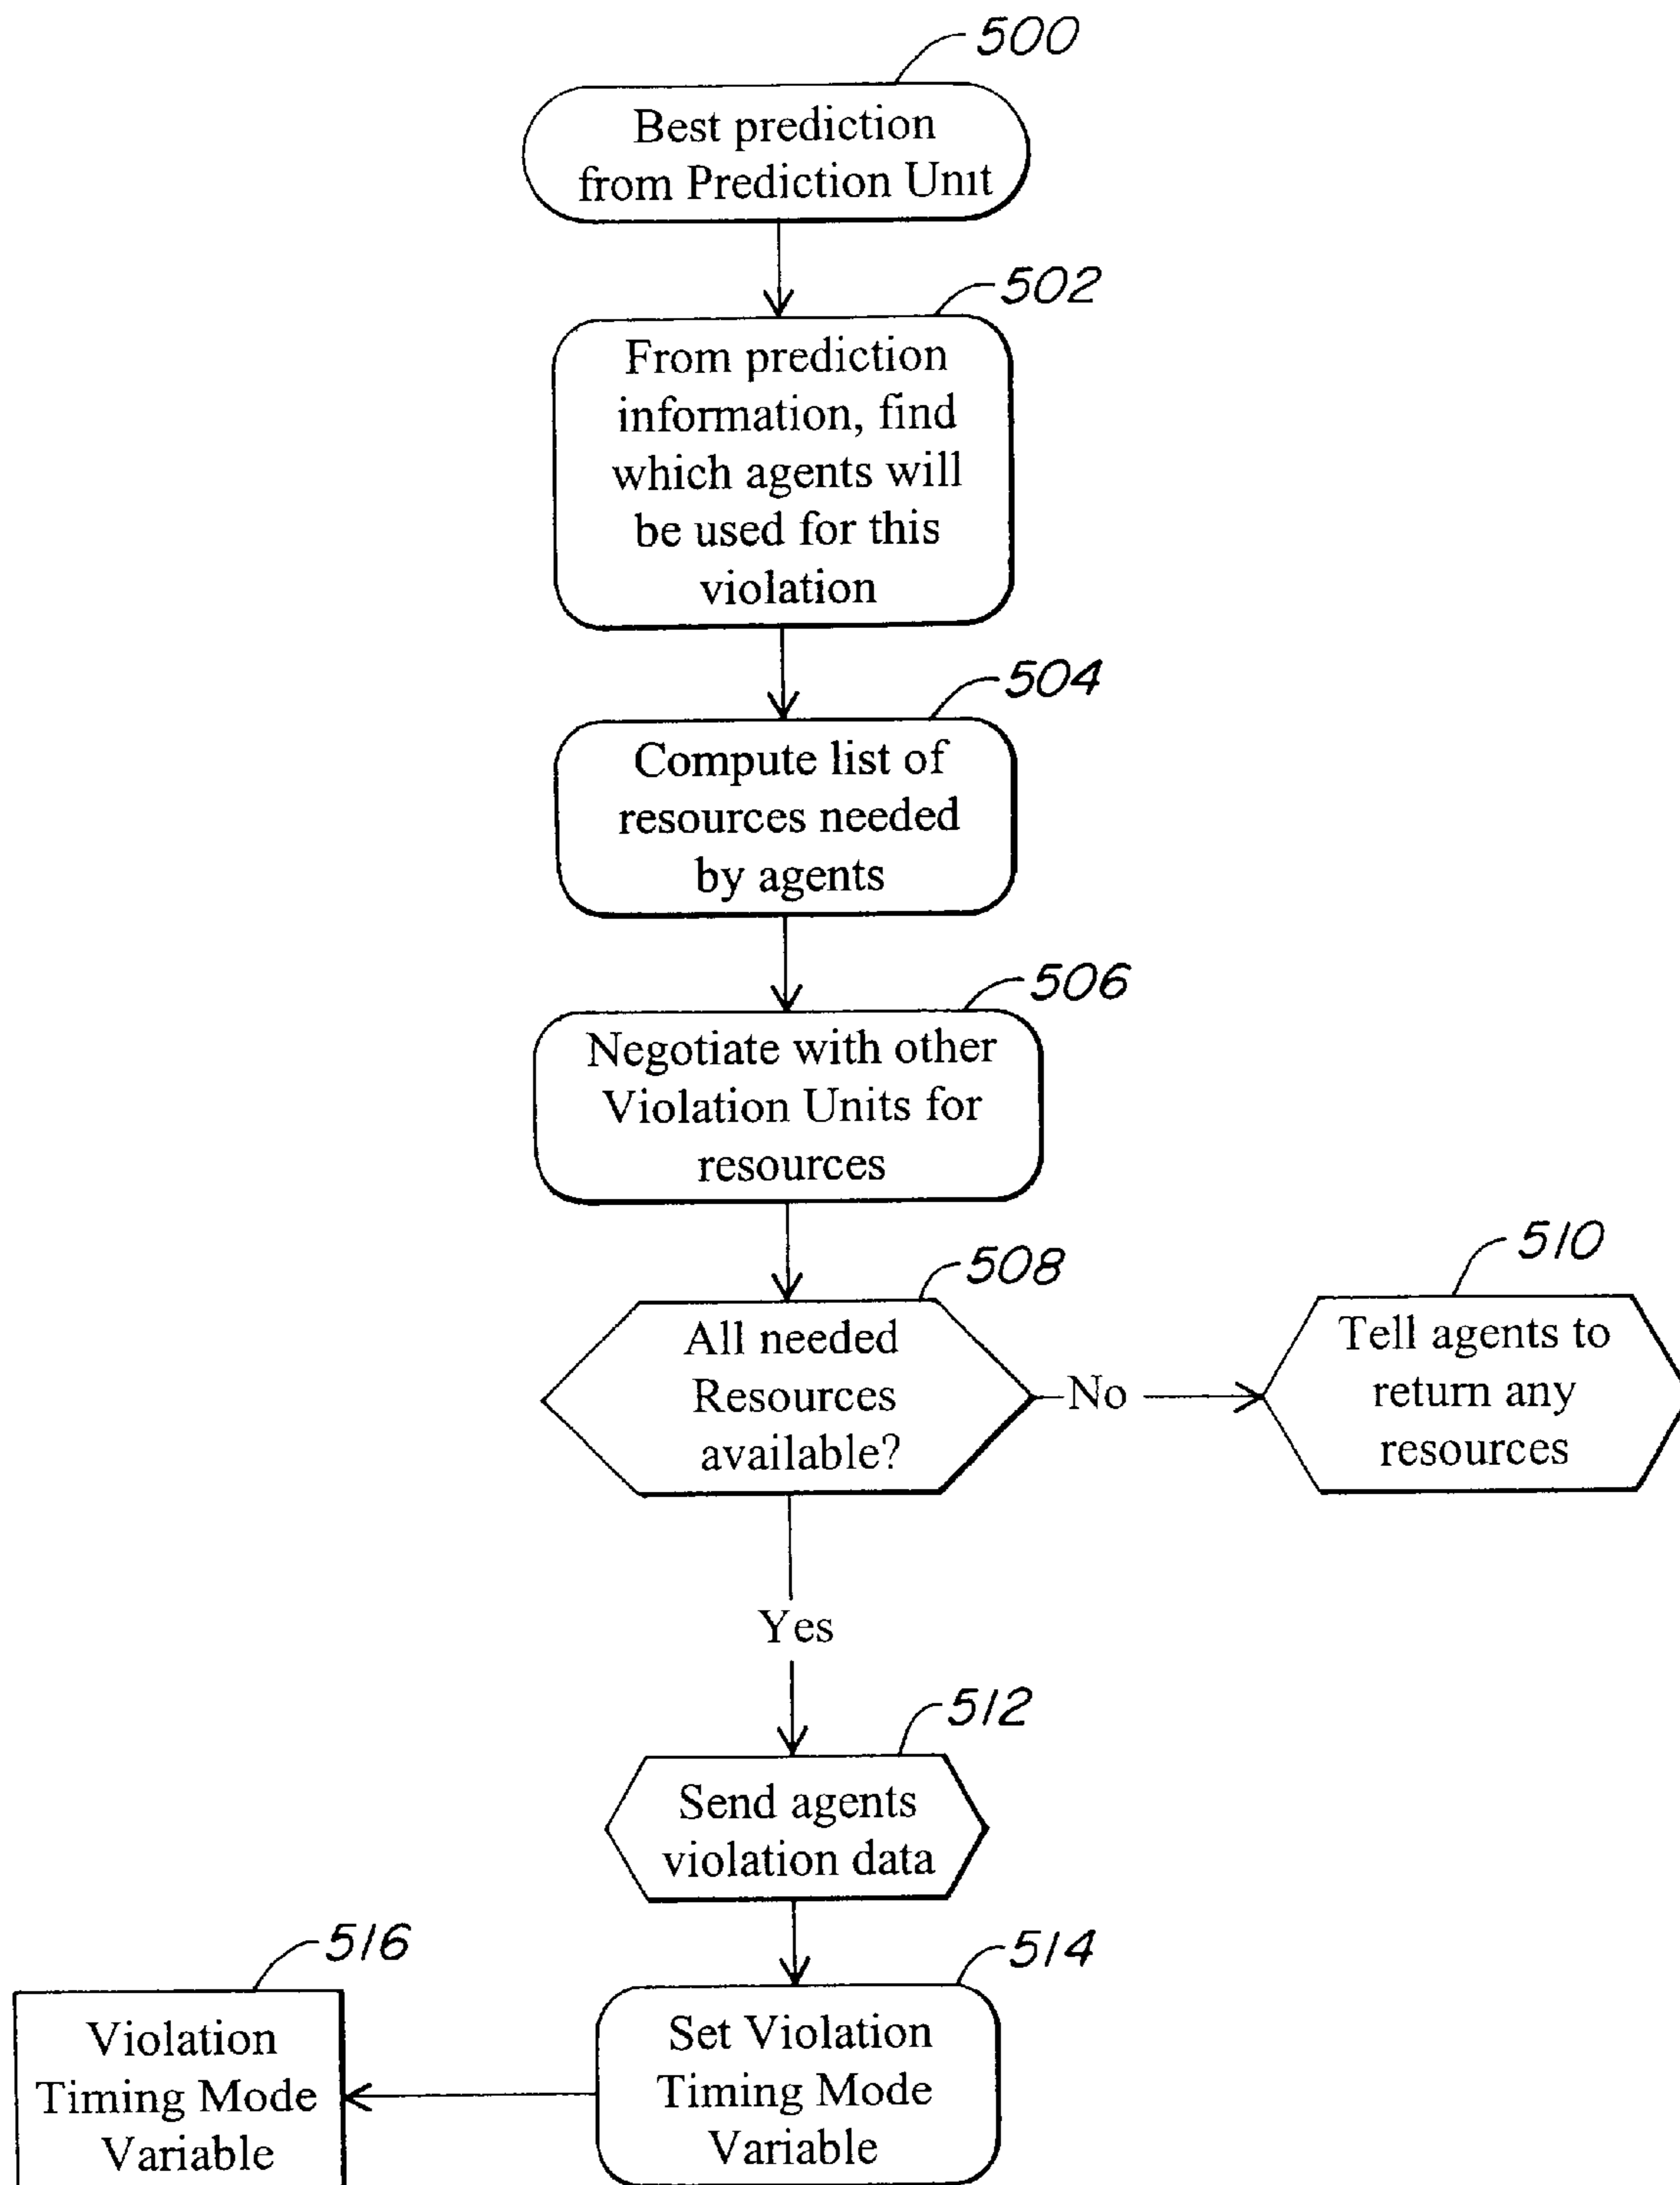 500
Best prediction
from Prediction Unit
502
From prediction
information, find
which agents will
be used for this
violation
504
Compute list of
resources needed
by agents
506
Negotiate with other
Violation Units for
resources
508
All needed
Resources
available?
No
510
Tell agents to
return any
resources
Yes
512
Send agents
violation data
514
Set Violation
Timing Mode
Variable
516
Violation
Timing Mode
Variable